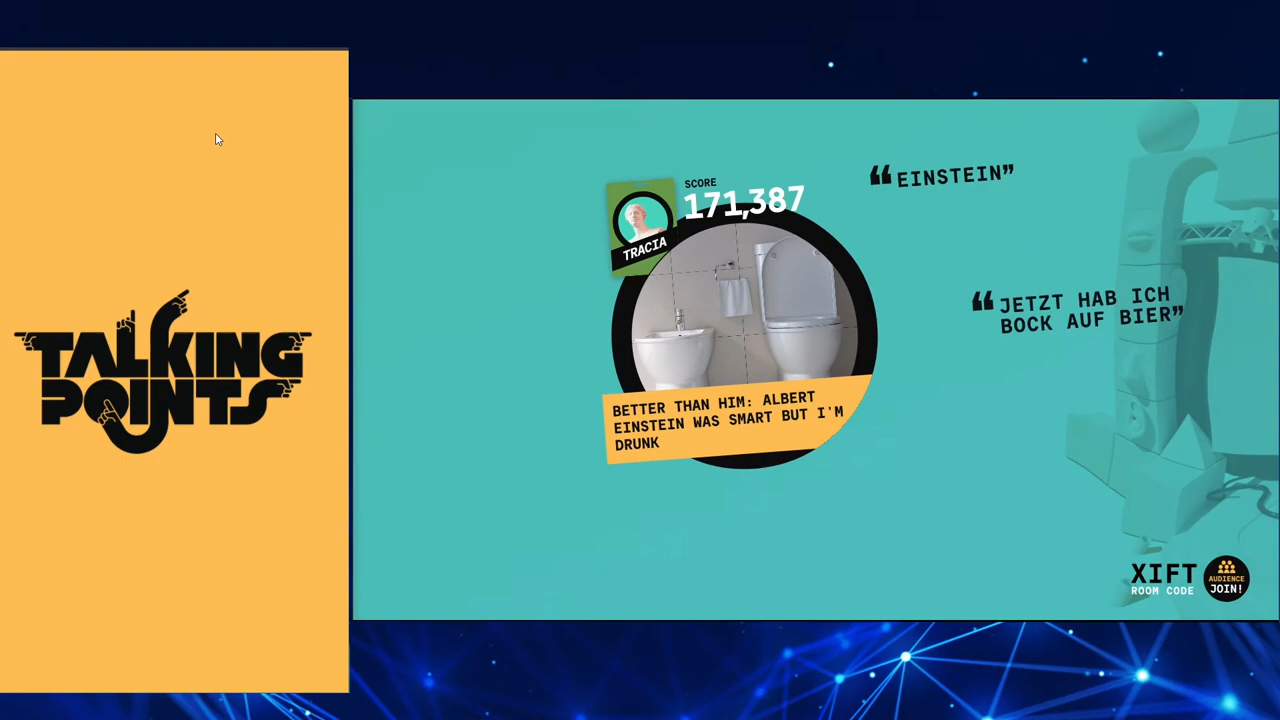 TALKING
POINTS
SCORE
171,387
TRACIA
BETTER THAN HIM: ALBERT
EINSTEIN WAS SMART BUT I'M
DRUNK
❝EINSTEIN❞
❝JETZT HAB ICH
BOCK AUF BIER❞
XIFT
ROOM CODE
AUDIENCE
JOIN!